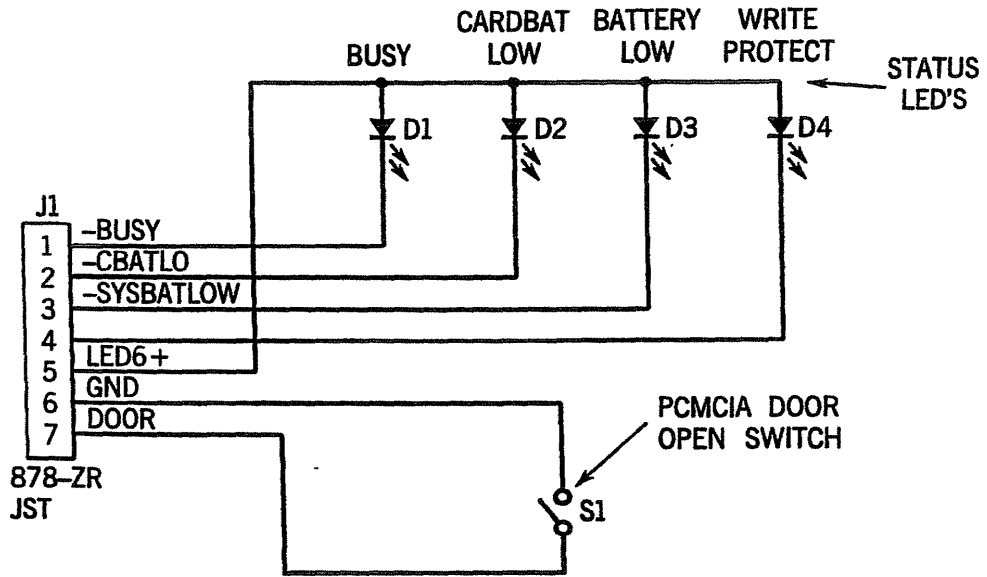 BUSY
CARDBAT
LOW
BATTERY
LOW
WRITE
PROTECT
STATUS
LED'S
D1
D2
D3
D4
J1
1
-BUSY
2
-CBATLO
3
-SYSBATLOW
4
5
LED6+
6
GND
7
DOOR
878-ZR
JST
PCMCIA DOOR
OPEN SWITCH
S1